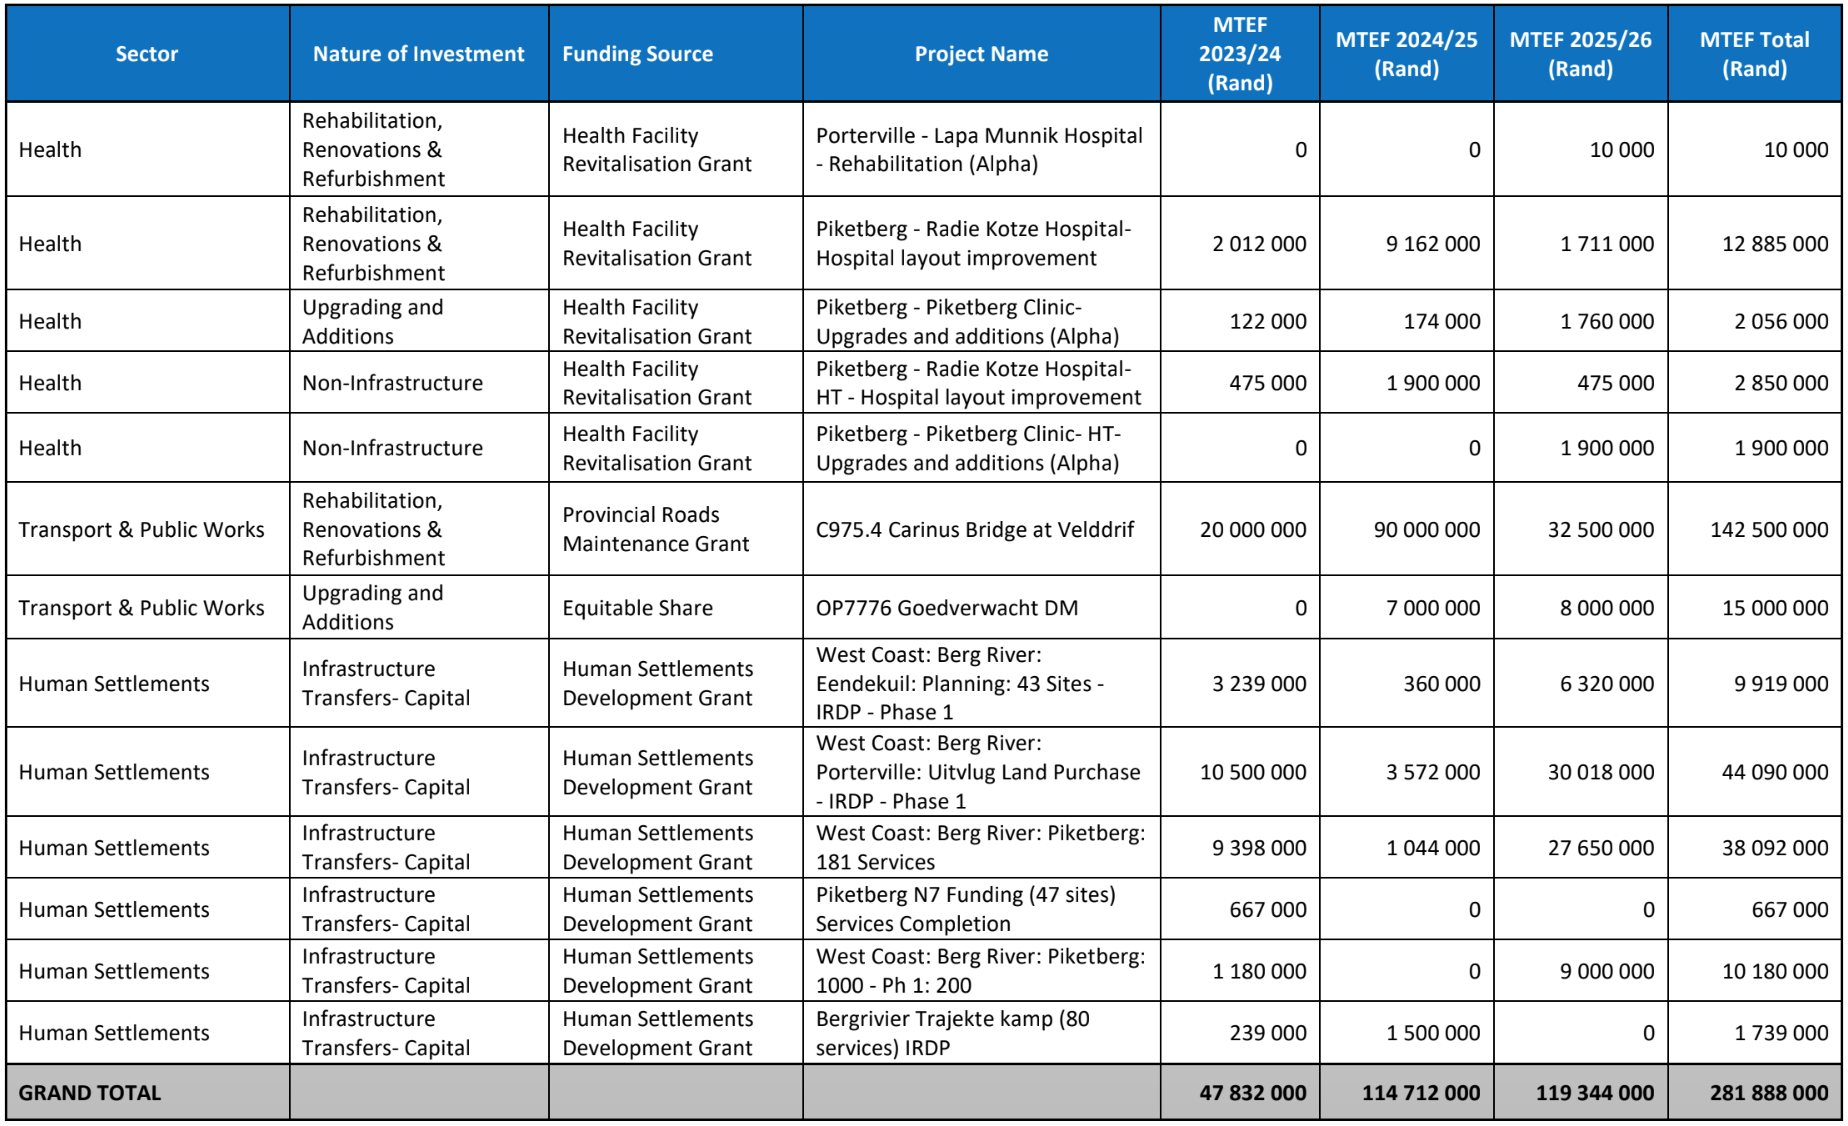 Sector Nature of Investment Funding Source Project Name MTEF 2023/24 (Rand) MTEF 2024/25 (Rand) MTEF 2025/26 (Rand) MTEF Total (Rand)
Health Rehabilitation, Renovations & Refurbishment Health Facility Revitalisation Grant Porterville - Lapa Munnik Hospital - Rehabilitation (Alpha) 0 0 10 000 10 000
Health Rehabilitation, Renovations & Refurbishment Health Facility Revitalisation Grant Piketberg - Radie Kotze Hospital- Hospital layout improvement 2 012 000 9 162 000 1 711 000 12 885 000
Health Upgrading and Additions Health Facility Revitalisation Grant Piketberg - Piketberg Clinic- Upgrades and additions (Alpha) 122 000 174 000 1 760 000 2 056 000
Health Non-Infrastructure Health Facility Revitalisation Grant Piketberg - Radie Kotze Hospital- HT - Hospital layout improvement 475 000 1 900 000 475 000 2 850 000
Health Non-Infrastructure Health Facility Revitalisation Grant Piketberg - Piketberg Clinic- HT- Upgrades and additions (Alpha) 0 0 1 900 000 1 900 000
Transport & Public Works Rehabilitation, Renovations & Refurbishment Provincial Roads Maintenance Grant C975.4 Carinus Bridge at Velddrif 20 000 000 90 000 000 32 500 000 142 500 000
Transport & Public Works Upgrading and Additions Equitable Share OP7776 Goedverwacht DM 0 7 000 000 8 000 000 15 000 000
Human Settlements Infrastructure Transfers- Capital Human Settlements Development Grant West Coast: Berg River: Eendekuil: Planning: 43 Sites - IRDP - Phase 1 3 239 000 360 000 6 320 000 9 919 000
Human Settlements Infrastructure Transfers- Capital Human Settlements Development Grant West Coast: Berg River: Porterville: Uitvlug Land Purchase - IRDP - Phase 1 10 500 000 3 572 000 30 018 000 44 090 000
Human Settlements Infrastructure Transfers- Capital Human Settlements Development Grant West Coast: Berg River: Piketberg: 181 Services 9 398 000 1 044 000 27 650 000 38 092 000
Human Settlements Infrastructure Transfers- Capital Human Settlements Development Grant Piketberg N7 Funding (47 sites) Services Completion 667 000 0 0 667 000
Human Settlements Infrastructure Transfers- Capital Human Settlements Development Grant West Coast: Berg River: Piketberg: 1000 - Ph 1: 200 1 180 000 0 9 000 000 10 180 000
Human Settlements Infrastructure Transfers- Capital Human Settlements Development Grant Bergrivier Trajekte kamp (80 services) IRDP 239 000 1 500 000 0 1 739 000
GRAND TOTAL 47 832 000 114 712 000 119 344 000 281 888 000